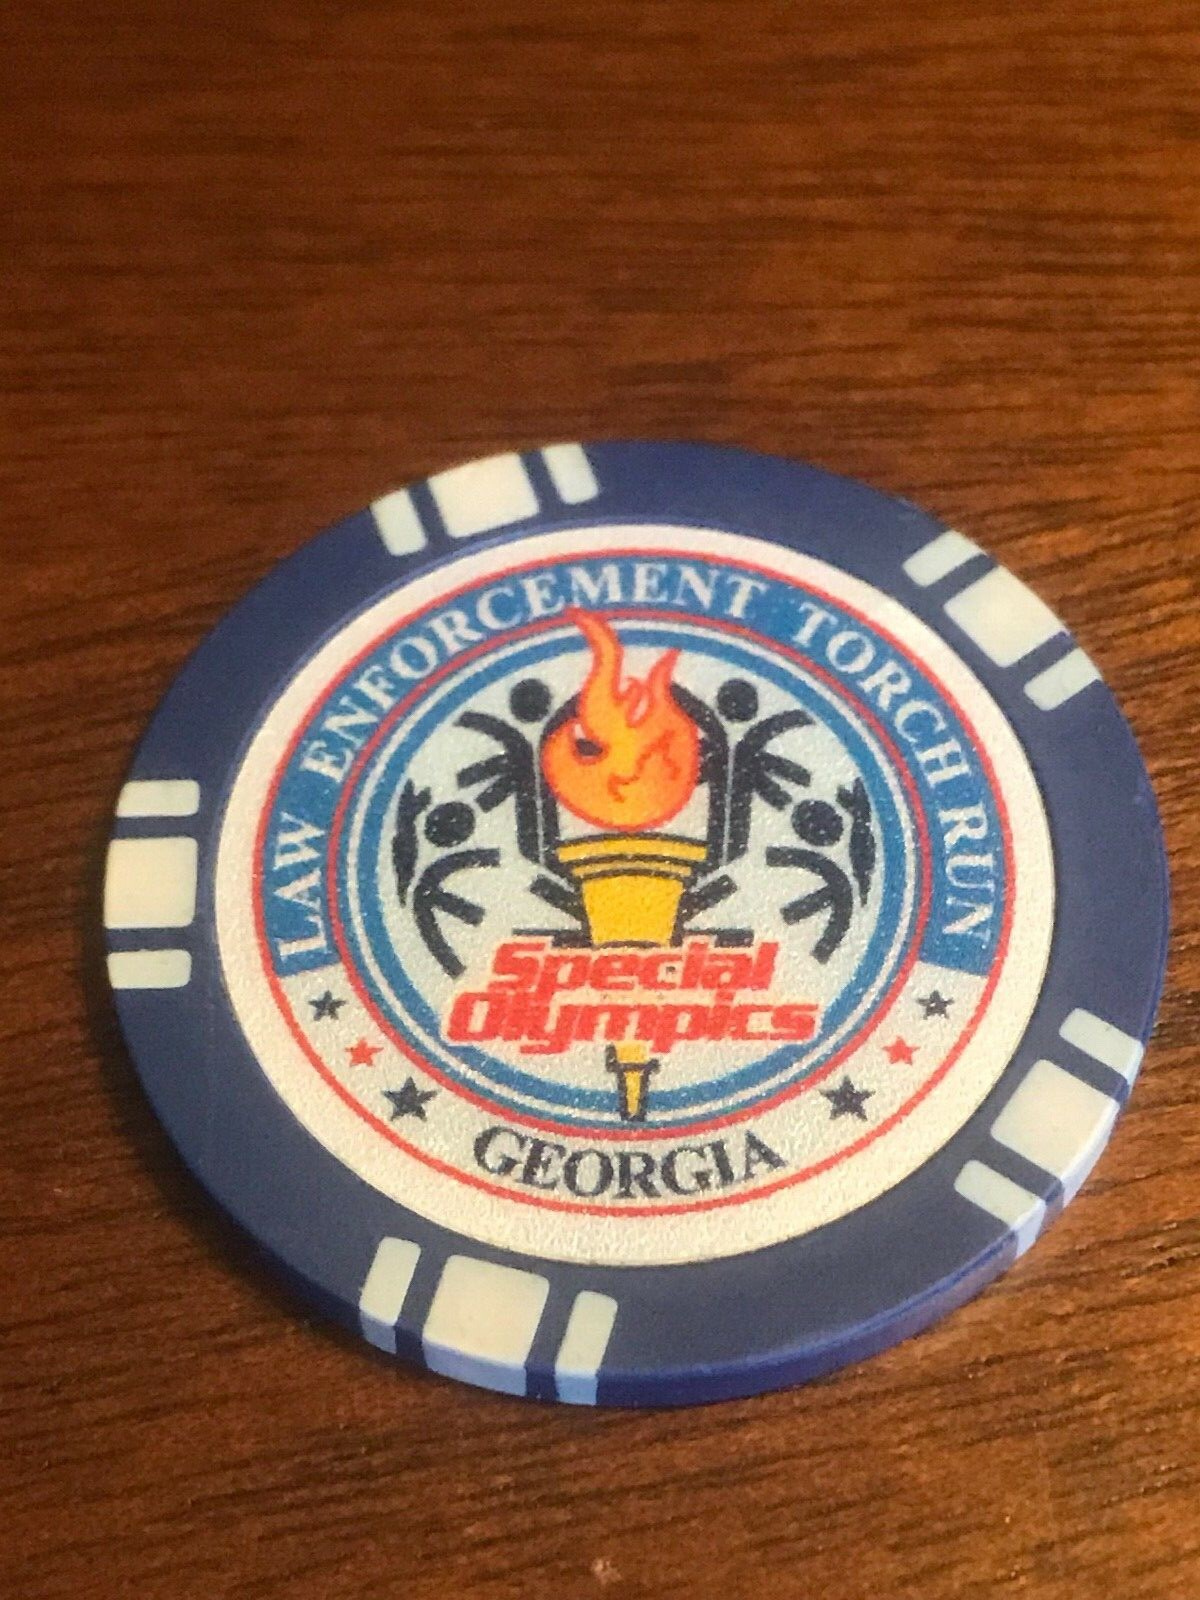 LAW ENFORCEMENT TORCH RUN
Special
Olympics
GEORGIA